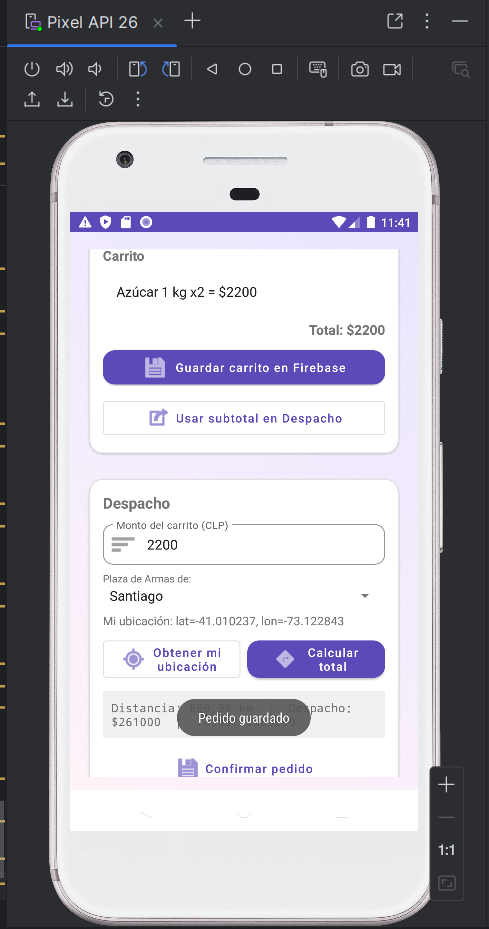 Pixel API 26
11:41
Carrito
Azúcar 1 kg x2 = $2200
Total: $2200
Guardar carrito en Firebase
Usar subtotal en Despacho
Despacho
Monto del carrito (CLP)
2200
Plaza de Armas de:
Santiago
Mi ubicación: lat=-41.010237, lon=-73.122843
Obtener mi
ubicación
Calcular
total
Distancia: 869.96 km | Despacho:
$261000
Pedido guardado
Confirmar pedido
1:1